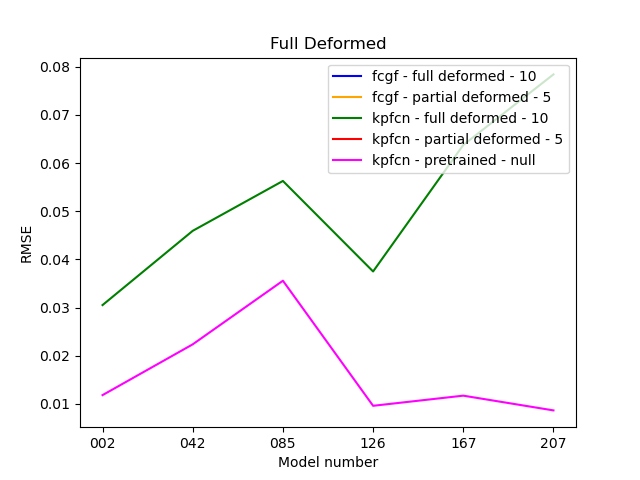 Full Deformed
0.08
0.07
0.06
0.05
0.04
0.03
0.02
0.01
RMSE
fcgf - full deformed - 10
fcgf - partial deformed - 5
kpfcn - full deformed - 10
kpfcn - partial deformed - 5
kpfcn - pretrained - null
002 042 085 126 167 207
Model number